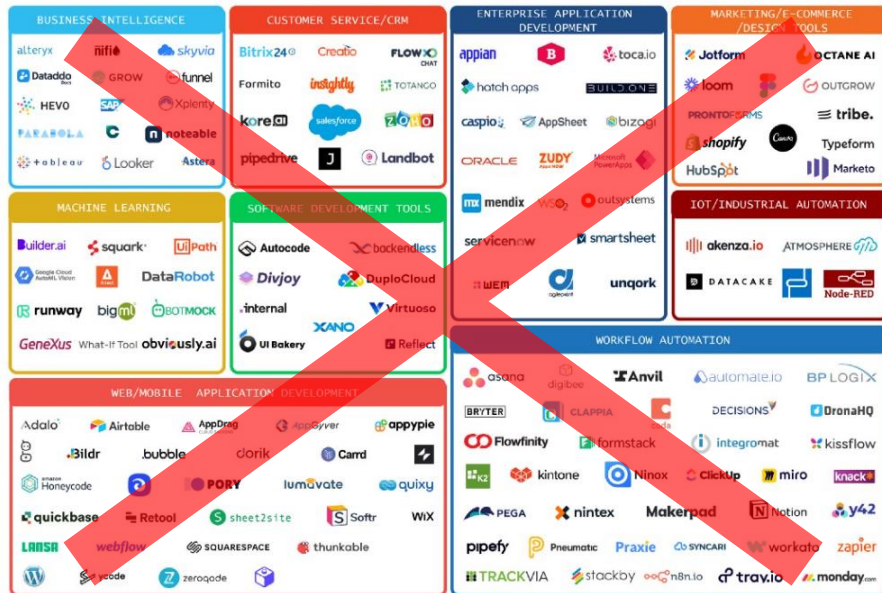 BUSINESS INTELLIGENCE
alteryx nifi skyvia
Dataddo GROW funnel
HEVO SAP Xplenty
PARABOLA noteable
+ableau Looker Astera
CUSTOMER SERVICE/CRM
Bitrix24 Creatio FLOW XO
CHAT
Formito insightly TOTANGO
kore.ai salesforce ZOHO
pipedrive J Landbot
ENTERPRISE APPLICATION
DEVELOPMENT
appian B toca.io
hatch apps BUILD.ONE
caspio AppSheet bizagi
ORACLE ZUDY Microsoft
PowerApps
mx mendix WSO2 outsystems
servicenow smartsheet
WEM agilepoint unqork
MARKETING/E-COMMERCE
/DESIGN TOOLS
Jotform OCTANE AI
loom OUTGROW
PRONTOFORMS tribe.
shopify Canva Typeform
HubSpot Marketo
MACHINE LEARNING
Builder.ai squark UiPath
Google Cloud
AutoML Vision DataRobot
runway bigml BOTMOCK
GeneXus What-If Tool obviously.ai
SOFTWARE DEVELOPMENT TOOLS
Autocode backendless
Divjoy DuploCloud
.internal Virtuoso
XANO
UI Bakery Reflect
IOT/INDUSTRIAL AUTOMATION
akenza.io ATMOSPHERE
DATACAKE Node-RED
WEB/MOBILE APPLICATION DEVELOPMENT
Adalo Airtable AppDrag AppGyver appypie
.Bildr .bubble dorik Carrd
amazon
Honeycode PORY lumavate quixy
quickbase Retool sheet2site Softr WiX
LANSA webflow SQUARESPACE thunkable
ycode zeroqode
WORKFLOW AUTOMATION
asana digibee Anvil automate.io BP LOGIX
BRYTER CLAPPIA coda DECISIONS DronaHQ
Flowfinity formstack integromat kissflow
K2 kintone Ninox ClickUp miro knack
PEGA nintex Makerpad Notion y42
pipefy Pneumatic Praxie SYNCARI workato zapier
TRACKVIA stackby n8n.io tray.io monday.com